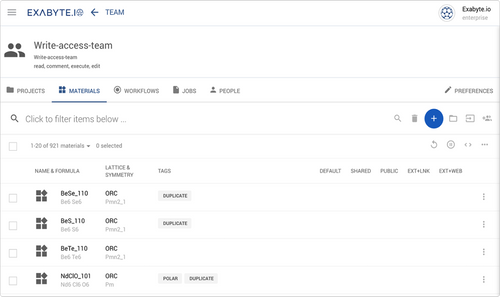 EXABYTE.IO TEAM
Exabyte.io
enterprise
Write-access-team
Write-access-team
read, comment, execute, edit
PROJECTS MATERIALS WORKFLOWS JOBS PEOPLE PREFERENCES
Click to filter items below ...
1-20 of 921 materials 0 selected
NAME & FORMULA LATTICE & SYMMETRY TAGS DEFAULT SHARED PUBLIC EXT+LNK EXT+WEB
BeSe_110 ORC DUPLICATE
Be6 Se6 Pmn2_1
BeS_110 ORC DUPLICATE
Be6 S6 Pmn2_1
BeTe_110 ORC
Be6 Te6 Pmn2_1
NdClO_101 ORC POLAR DUPLICATE
Nd6 Cl6 O6 Pm